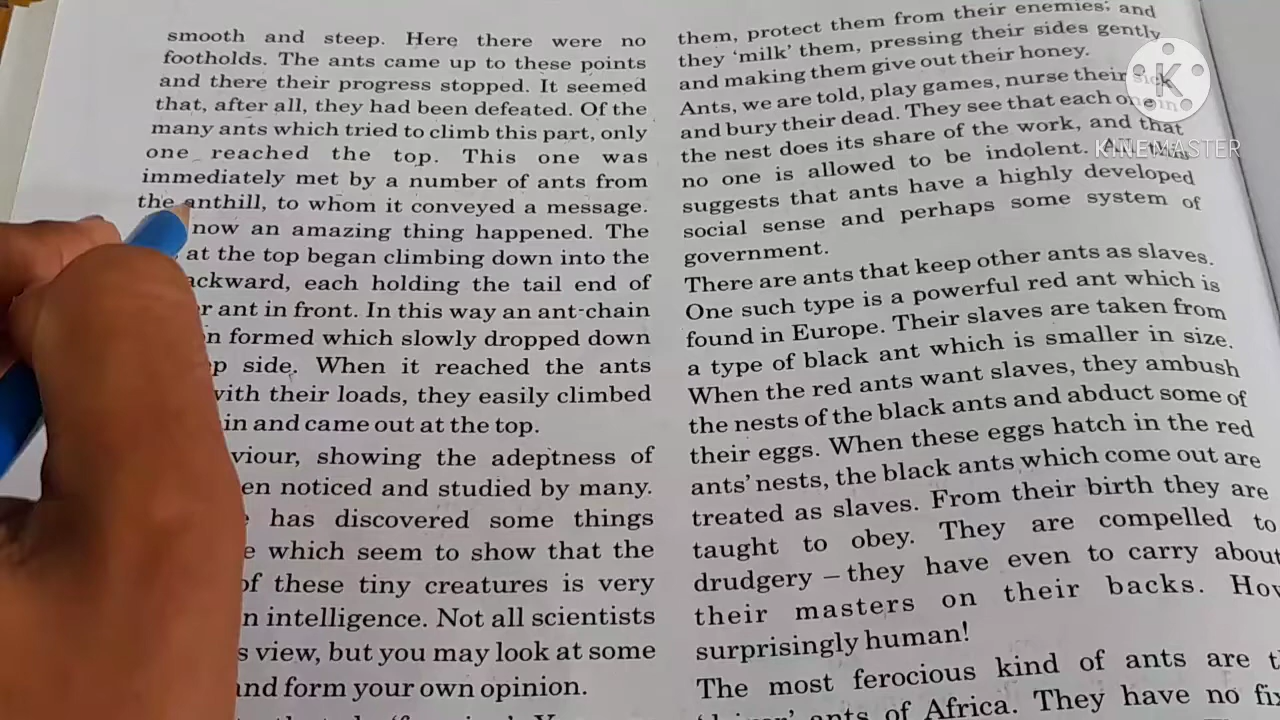 smooth and steep. Here there were no
footholds. The ants came up to these points
and there their progress stopped. It seemed
that, after all, they had been defeated. Of the
many ants which tried to climb this part, only
one reached the top. This one was
immediately met by a number of ants from
the anthill, to whom it conveyed a message.
now an amazing thing happened. The
at the top began climbing down into the
ackward, each holding the tail end of
r ant in front. In this way an ant-chain
n formed which slowly dropped down
p side. When it reached the ants
with their loads, they easily climbed
in and came out at the top.
viour, showing the adeptness of
en noticed and studied by many.
has discovered some things
e which seem to show that the
of these tiny creatures is very
n intelligence. Not all scientists
s view, but you may look at some
and form your own opinion.
them, protect them from their enemies; and
they ‘milk’ them, pressing their sides gently
and making them give out their honey.
Ants, we are told, play games, nurse their
and bury their dead. They see that each one in
the nest does its share of the work, and that
no one is allowed to be indolent. All this
suggests that ants have a highly developed
social sense and perhaps some system of
government.
There are ants that keep other ants as slaves.
One such type is a powerful red ant which is
found in Europe. Their slaves are taken from
a type of black ant which is smaller in size.
When the red ants want slaves, they ambush
the nests of the black ants and abduct some of
their eggs. When these eggs hatch in the red
ants’ nests, the black ants which come out are
treated as slaves. From their birth they are
taught to obey. They are compelled to
drudgery – they have even to carry about
their masters on their backs. How
surprisingly human!
The most ferocious kind of ants are th
ants of Africa. They have no fix
K
KINEMASTER